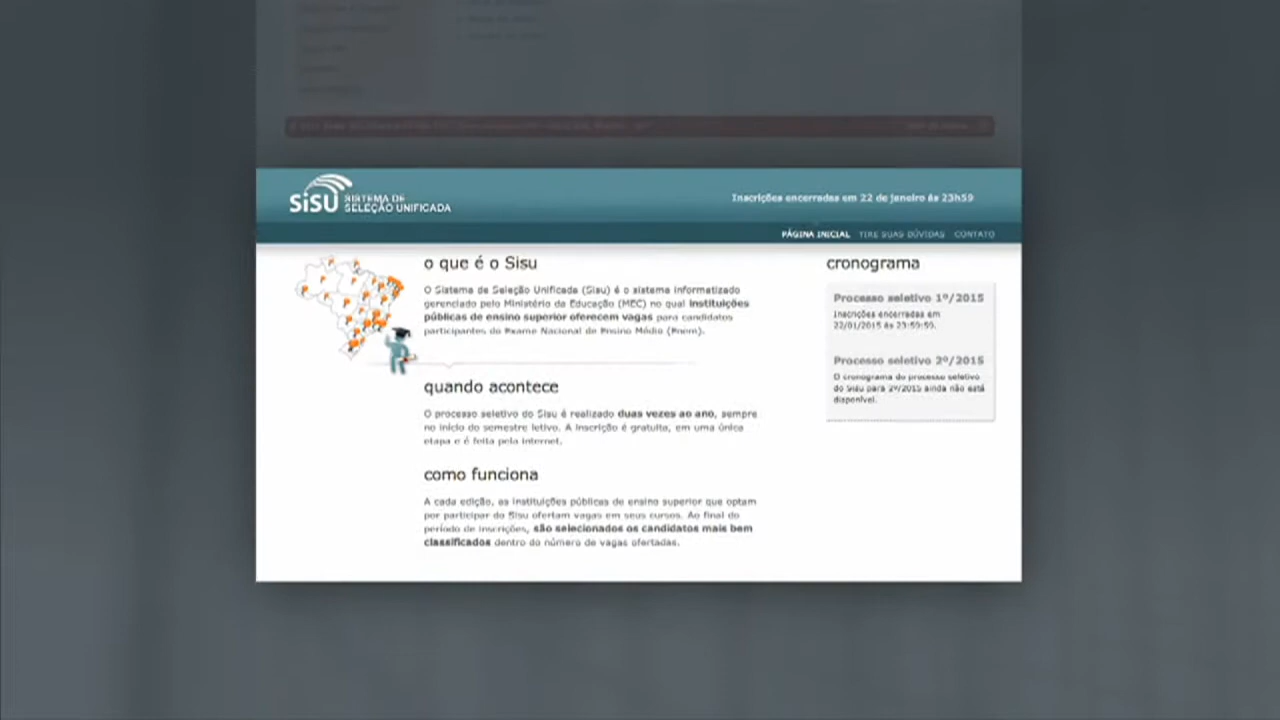 SiSU SISTEMA DE
SELEÇÃO UNIFICADA
Inscrições encerradas em 22 de janeiro às 23h59
PÁGINA INICIAL TIRE SUAS DÚVIDAS CONTATO
o que é o Sisu
O Sistema de Seleção Unificada (Sisu) é o sistema informatizado
gerenciado pelo Ministério da Educação (MEC) no qual instituições
públicas de ensino superior oferecem vagas para candidatos
participantes do Exame Nacional de Ensino Médio (Enem).
quando acontece
O processo seletivo do Sisu é realizado duas vezes ao ano, sempre
no início do semestre letivo. A inscrição é gratuita, em uma única
etapa e é feita pela internet.
como funciona
A cada edição, as instituições públicas de ensino superior que optam
por participar do Sisu ofertam vagas em seus cursos. Ao final do
período de inscrições, são selecionados os candidatos mais bem
classificados dentro do número de vagas ofertadas.
cronograma
Processo seletivo 1º/2015
Inscrições encerradas em
22/01/2015 às 23:59:59.
Processo seletivo 2º/2015
O cronograma do processo seletivo
do Sisu para 2º/2015 ainda não está
disponível.